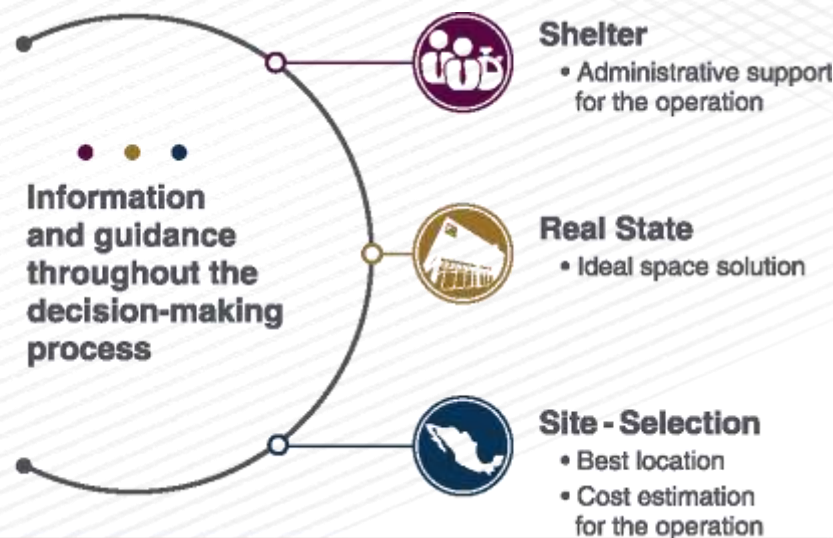 Information
and guidance
throughout the
decision-making
process
Shelter
• Administrative support
for the operation
Real State
• Ideal space solution
Site - Selection
• Best location
• Cost estimation
for the operation